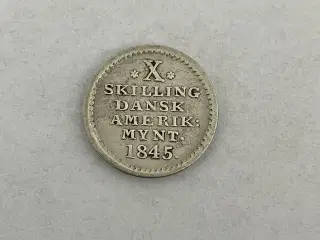 * X *
SKILLING
DANSK
AMERIK:
MYNT.
1845.